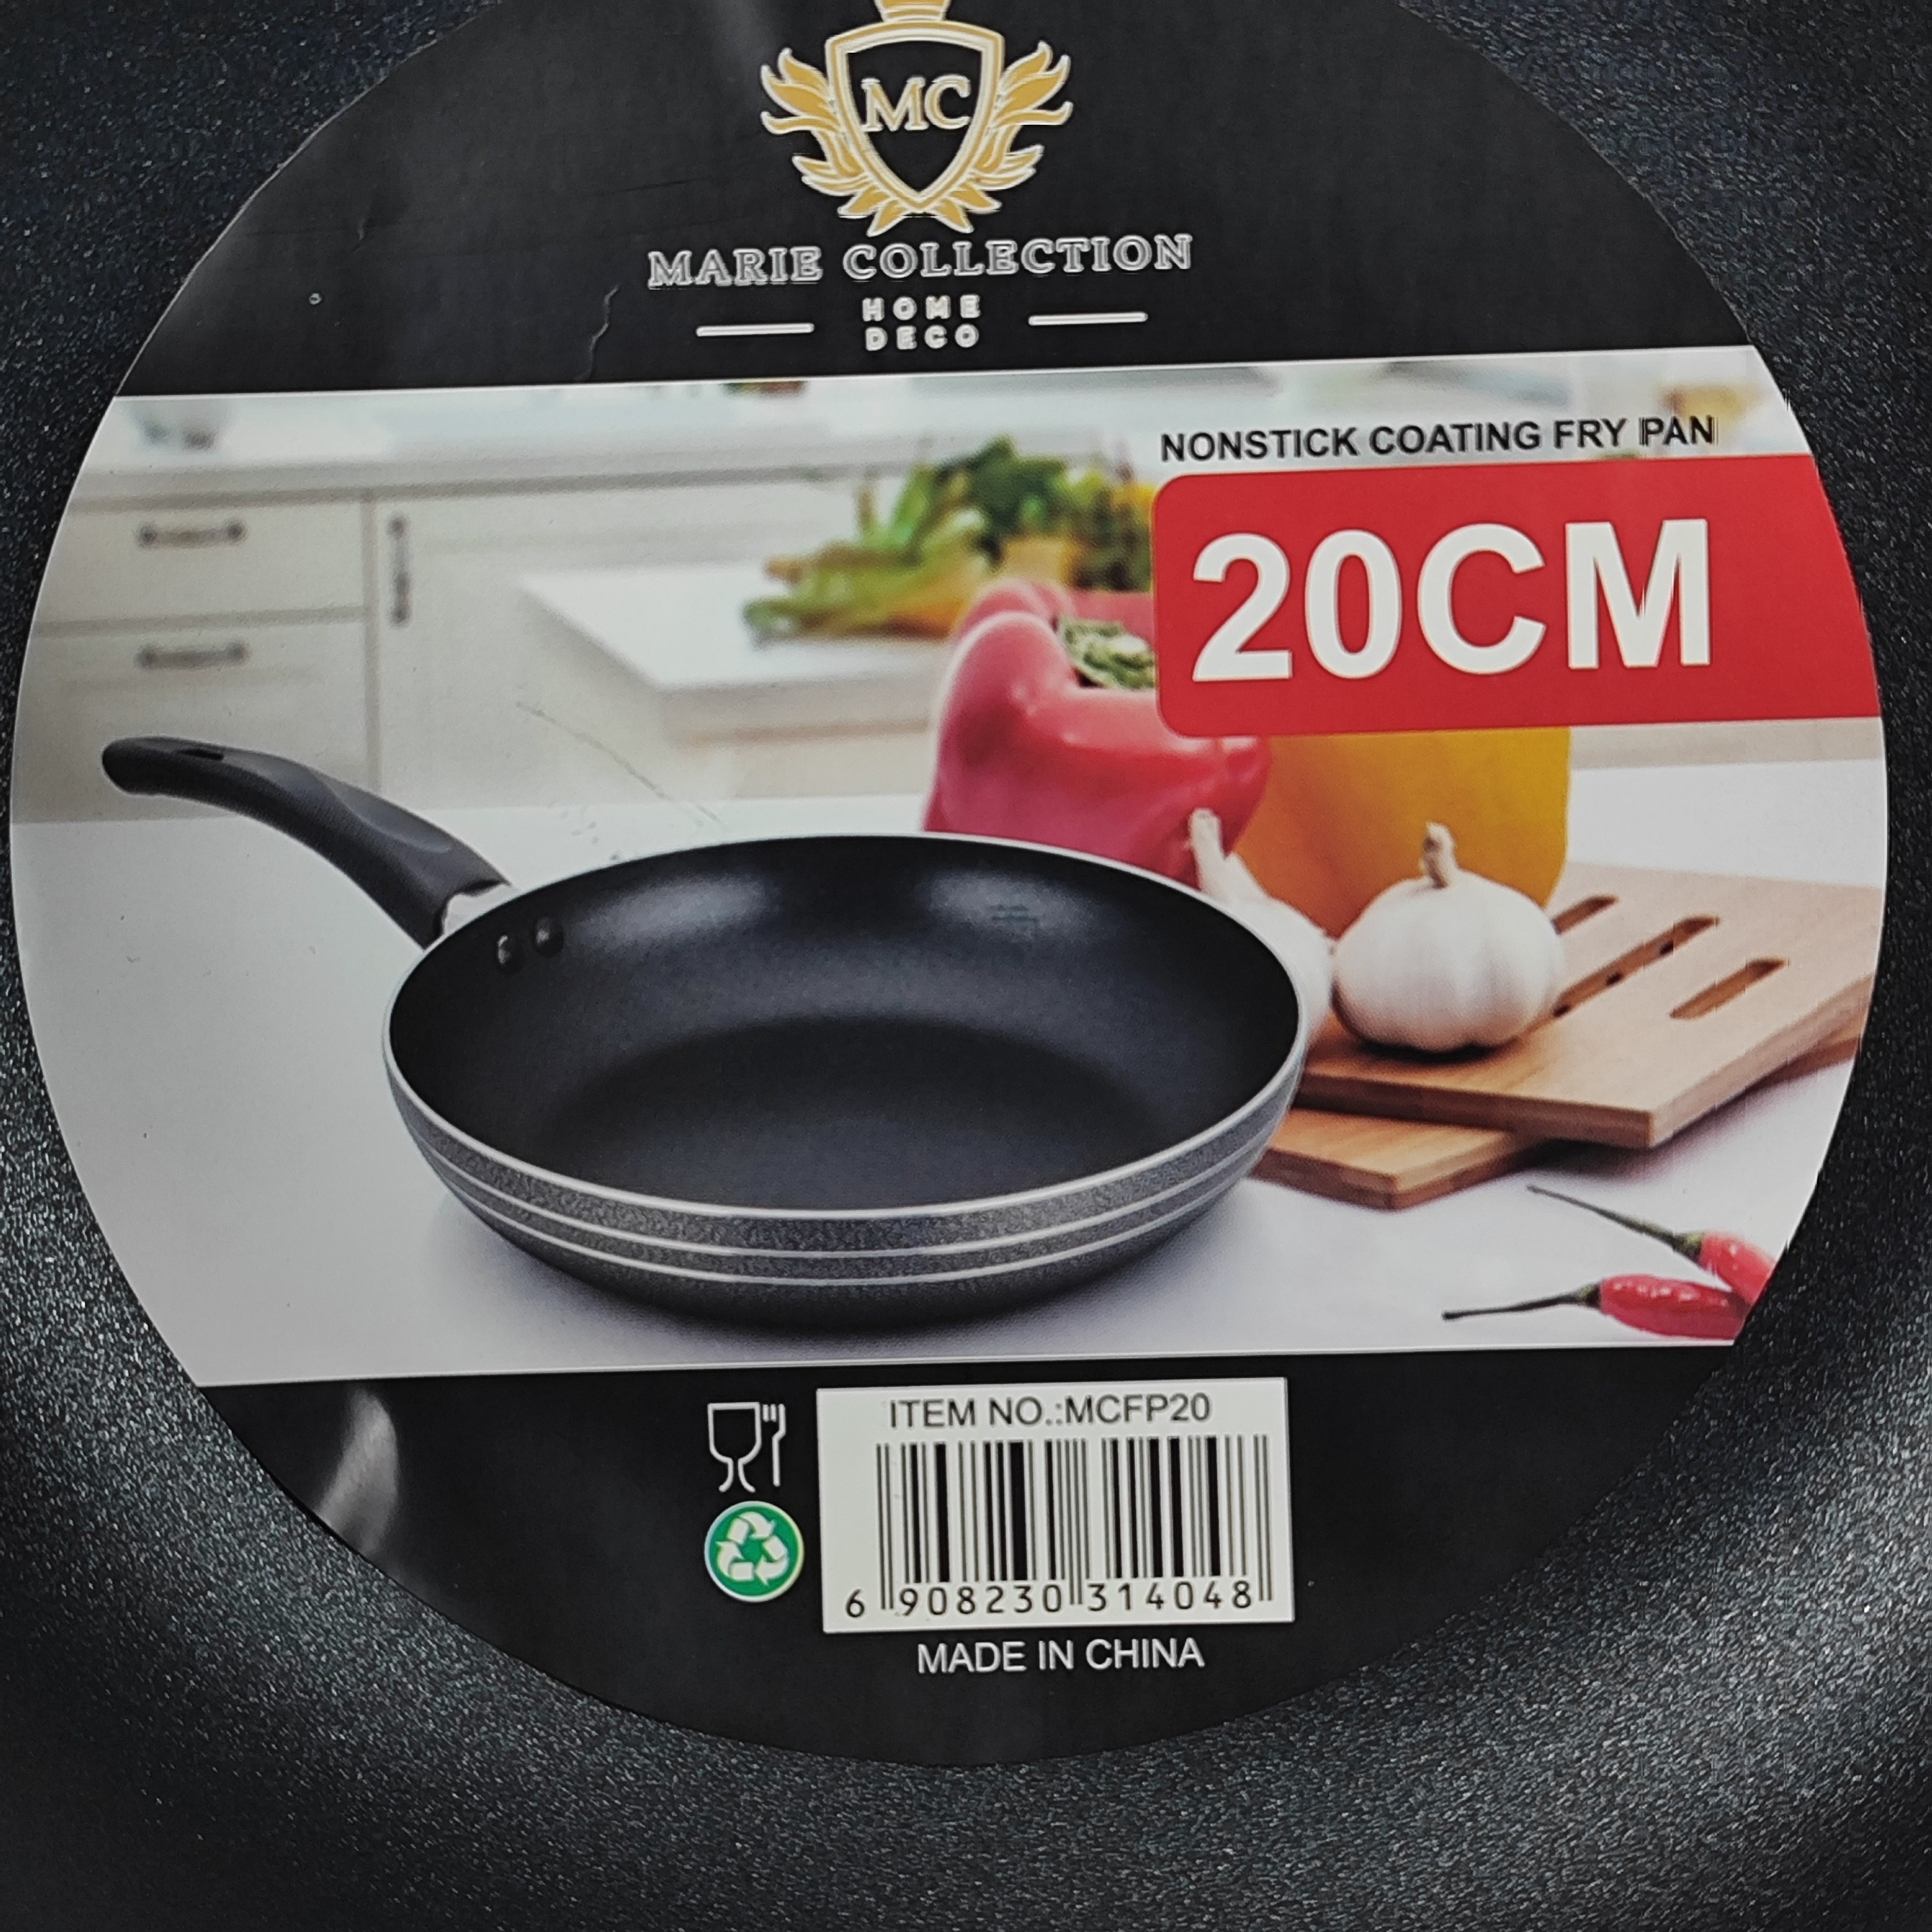 MC
MARIE COLLECTION
HOME
DECO
NONSTICK COATING FRY PAN
20CM
ITEM NO.:MCFP20
6 908230 314048
MADE IN CHINA